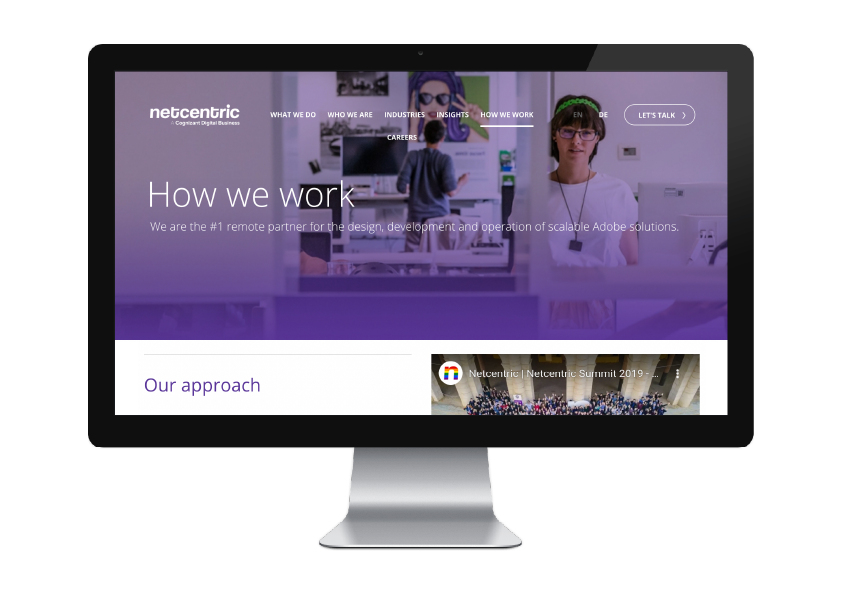 netcentric
A Cognizant Digital Business
WHAT WE DO WHO WE ARE INDUSTRIES INSIGHTS HOW WE WORK EN DE LET'S TALK
CAREERS
How we work
We are the #1 remote partner for the design, development and operation of scalable Adobe solutions.
Our approach
n Netcentric | Netcentric Summit 2019 - ...